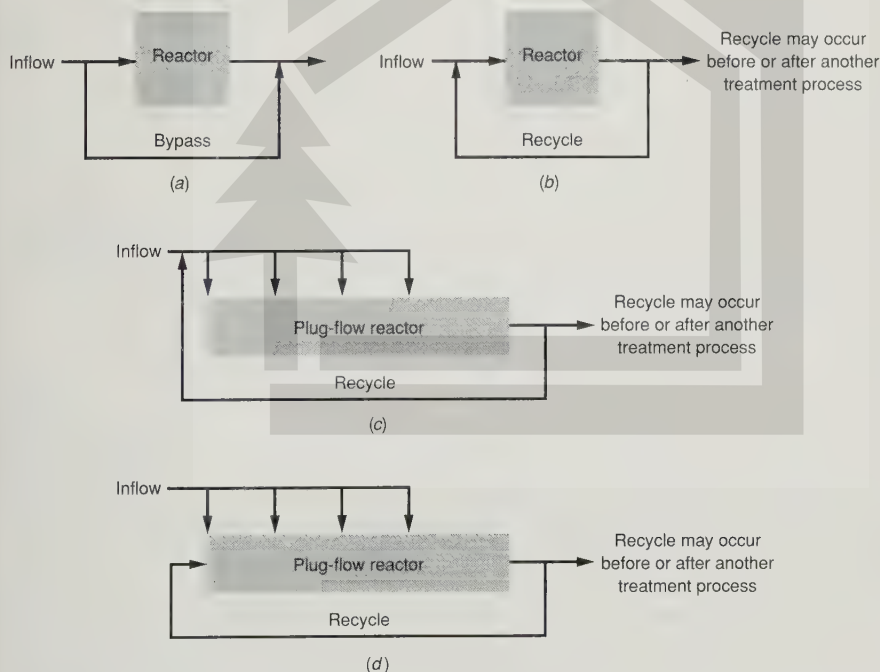 Inflow
Reactor
Bypass
(a)
Inflow
Reactor
Recycle
Recycle may occur
before or after another
treatment process
(b)
Inflow
Plug-flow reactor
Recycle
Recycle may occur
before or after another
treatment process
(c)
Inflow
Plug-flow reactor
Recycle
Recycle may occur
before or after another
treatment process
(d)